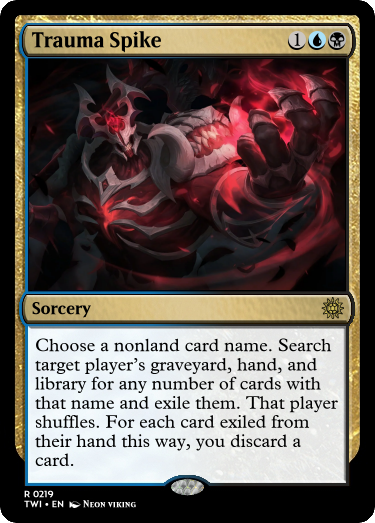 Trauma Spike 1
Sorcery
Choose a nonland card name. Search
target player's graveyard, hand, and
library for any number of cards with
that name and exile them. That player
shuffles. For each card exiled from
their hand this way, you discard a
card.
R 0219
TWI • EN NEON VIKING